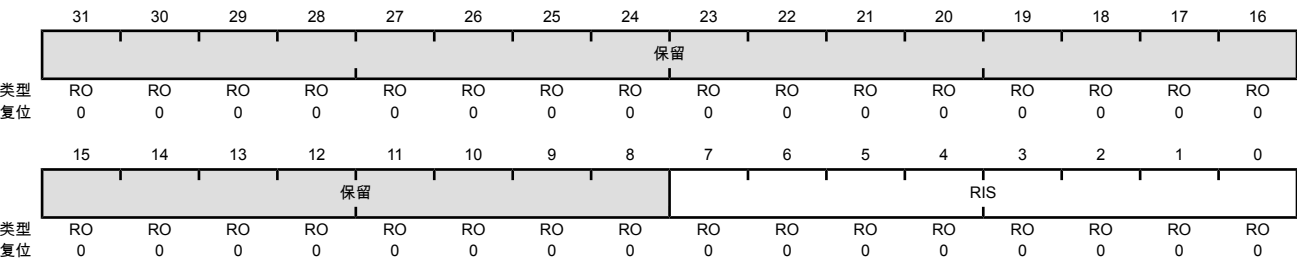 31 30 29 28 27 26 25 24 23 22 21 20 19 18 17 16
保留
类型 RO RO RO RO RO RO RO RO RO RO RO RO RO RO RO RO
复位 0 0 0 0 0 0 0 0 0 0 0 0 0 0 0 0
15 14 13 12 11 10 9 8 7 6 5 4 3 2 1 0
保留 RIS
类型 RO RO RO RO RO RO RO RO RO RO RO RO RO RO RO RO
复位 0 0 0 0 0 0 0 0 0 0 0 0 0 0 0 0